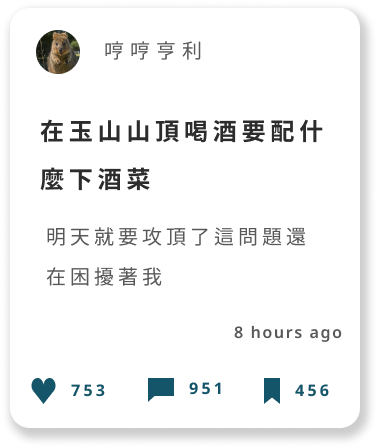 哼哼亨利
在玉山山頂喝酒要配什
麼下酒菜
明天就要攻頂了這問題還
在困擾著我
8 hours ago
753
951
456